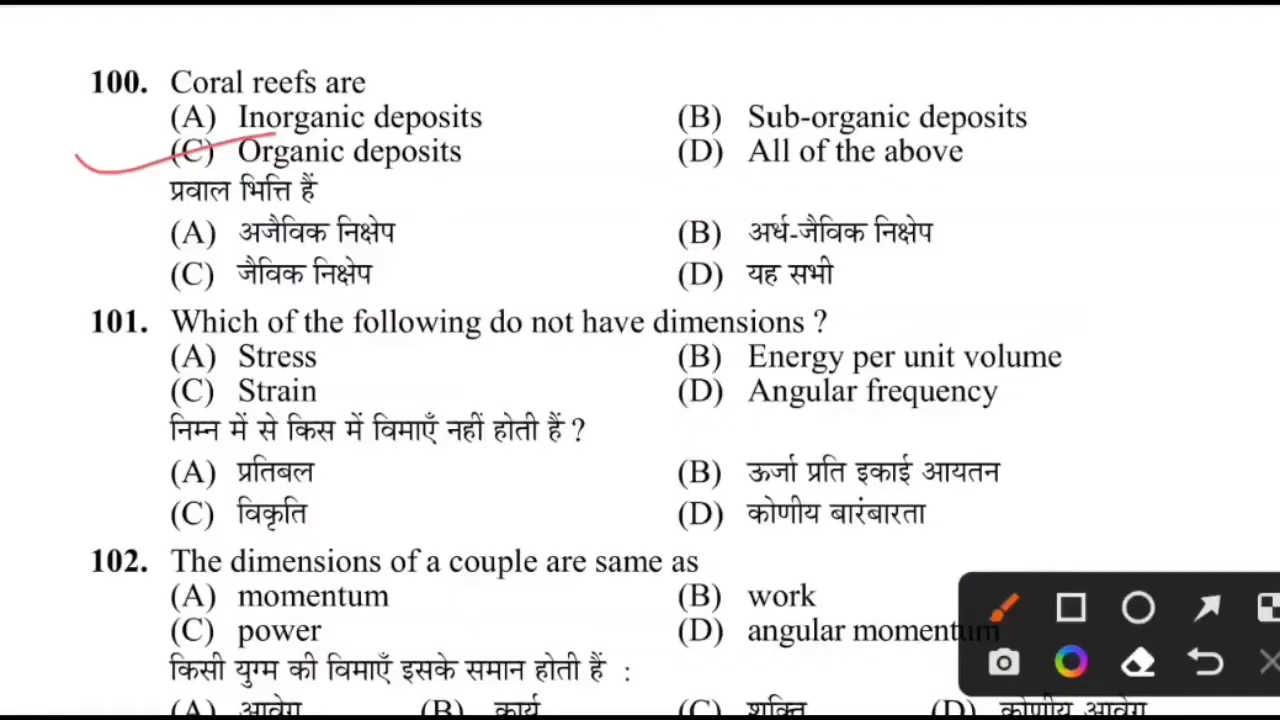 100. Coral reefs are
(A) Inorganic deposits (B) Sub-organic deposits
(C) Organic deposits (D) All of the above
प्रवाल भित्ति हैं
(A) अजैविक निक्षेप (B) अर्ध-जैविक निक्षेप
(C) जैविक निक्षेप (D) यह सभी
101. Which of the following do not have dimensions ?
(A) Stress (B) Energy per unit volume
(C) Strain (D) Angular frequency
निम्न में से किस में विमाएँ नहीं होती हैं ?
(A) प्रतिबल (B) ऊर्जा प्रति इकाई आयतन
(C) विकृति (D) कोणीय बारंबारता
102. The dimensions of a couple are same as
(A) momentum (B) work
(C) power (D) angular momentum
किसी युग्म की विमाएँ इसके समान होती हैं :
(A) आवेग (B) कार्य (C) शक्ति (D) कोणीय आवेग